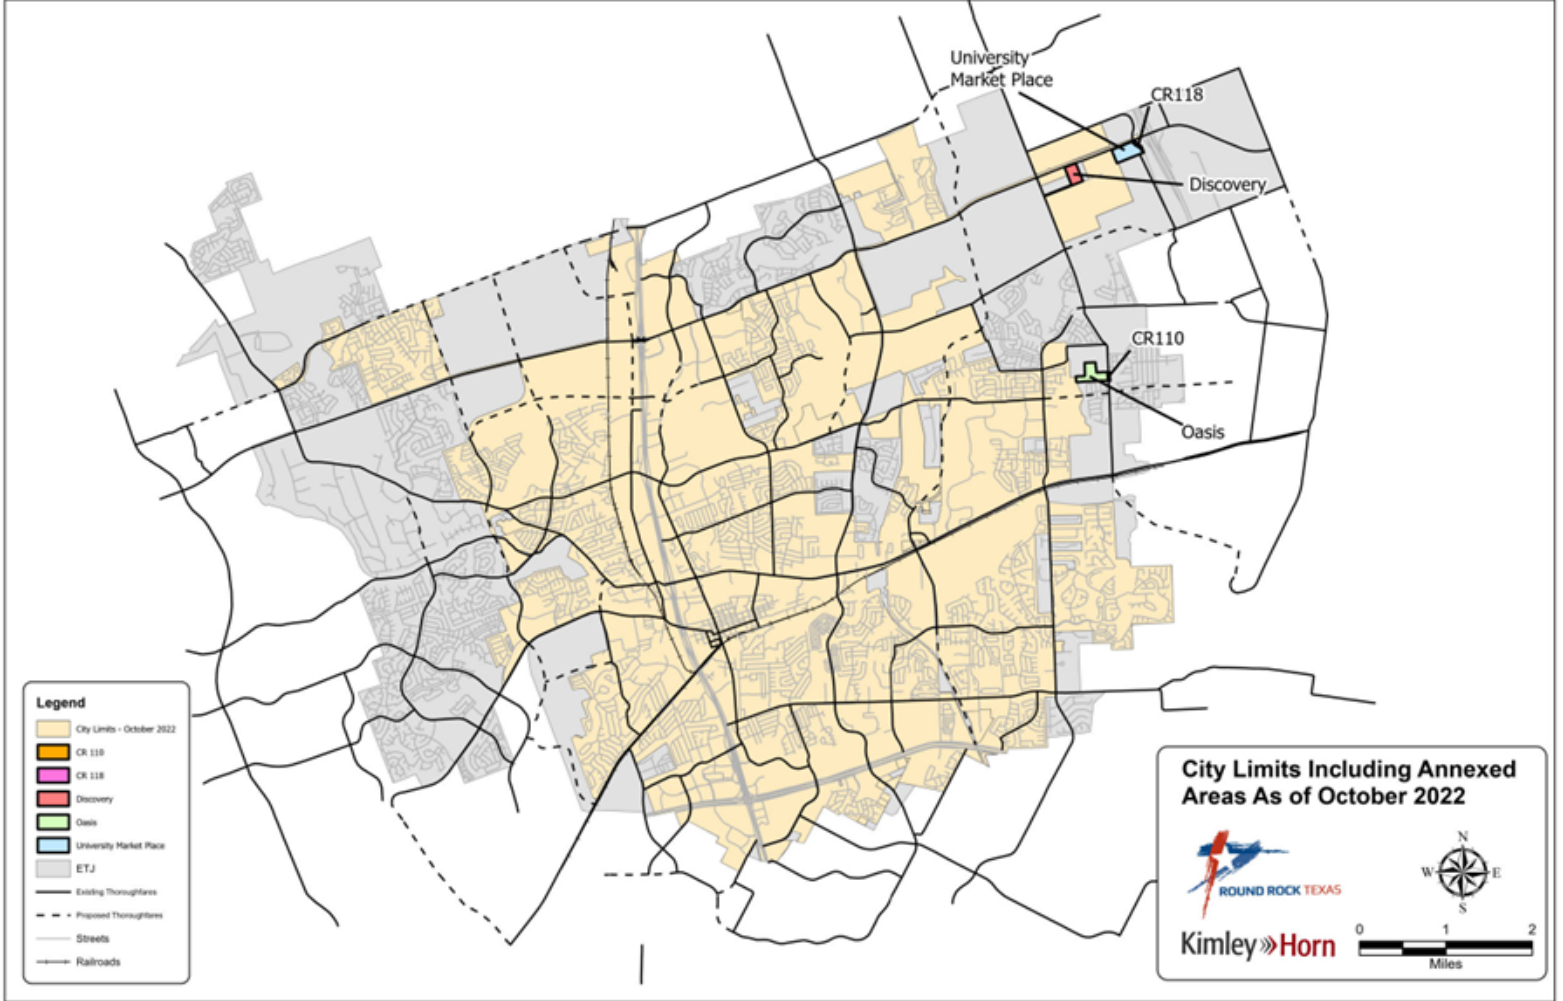 University
Market Place
CR118
Discovery
CR110
Oasis
Legend
City Limits - October 2022
CR 110
CR 118
Discovery
Oasis
University Market Place
ETJ
Existing Thoroughfares
Proposed Thoroughfares
Streets
Railroads
City Limits Including Annexed
Areas As of October 2022
ROUND ROCK TEXAS
N
W E
S
Kimley»Horn
0 1 2
Miles